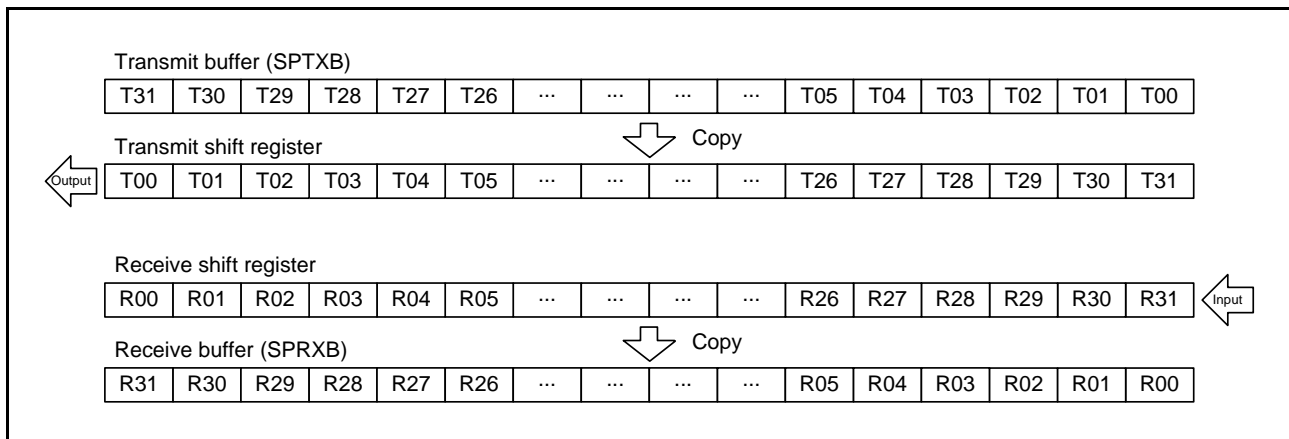 Transmit buffer (SPTXB)
T31 T30 T29 T28 T27 T26 ... ... ... ... T05 T04 T03 T02 T01 T00
Copy
Transmit shift register
Output T00 T01 T02 T03 T04 T05 ... ... ... ... T26 T27 T28 T29 T30 T31
Receive shift register
R00 R01 R02 R03 R04 R05 ... ... ... ... R26 R27 R28 R29 R30 R31 Input
Copy
Receive buffer (SPRXB)
R31 R30 R29 R28 R27 R26 ... ... ... ... R05 R04 R03 R02 R01 R00